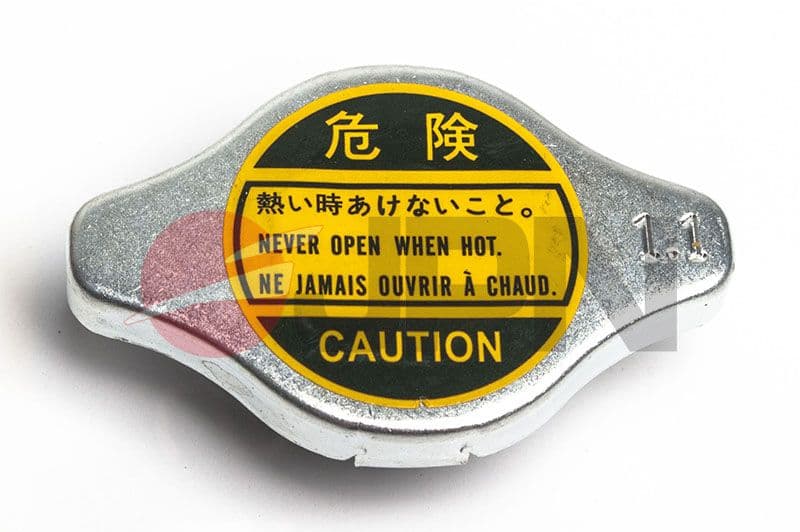 危険
熱い時あけないこと。
NEVER OPEN WHEN HOT.
NE JAMAIS OUVRIR À CHAUD.
CAUTION
1.1
JPN